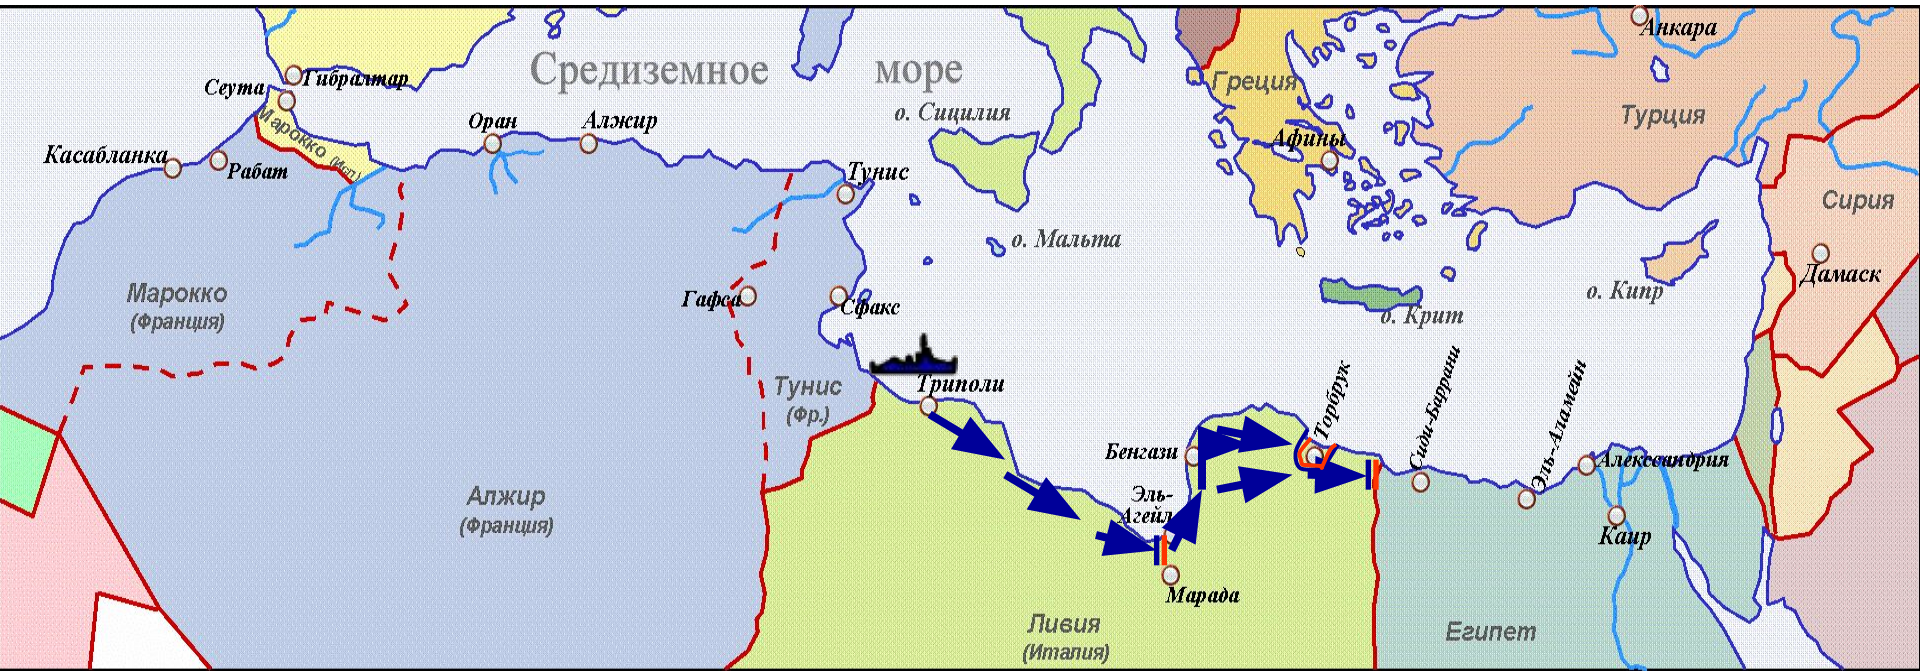 Анкара
Гибралтар
Сеута
Средиземное море
Греция
о. Сицилия
Турция
Марокко (Исп)
Оран
Алжир
Афины
Касабланка
Рабат
Тунис
Сирия
о. Мальта
Дамаск
Марокко
(Франция)
Гафса
Сфакс
о. Кипр
о. Крит
Тунис
(Фр.)
Триполи
Торбрук
Сиди-Баррани
Эль-Аламейн
Бенгази
Александрия
Эль-
Агейл
Алжир
(Франция)
Каир
Марада
Ливия
(Италия)
Египет